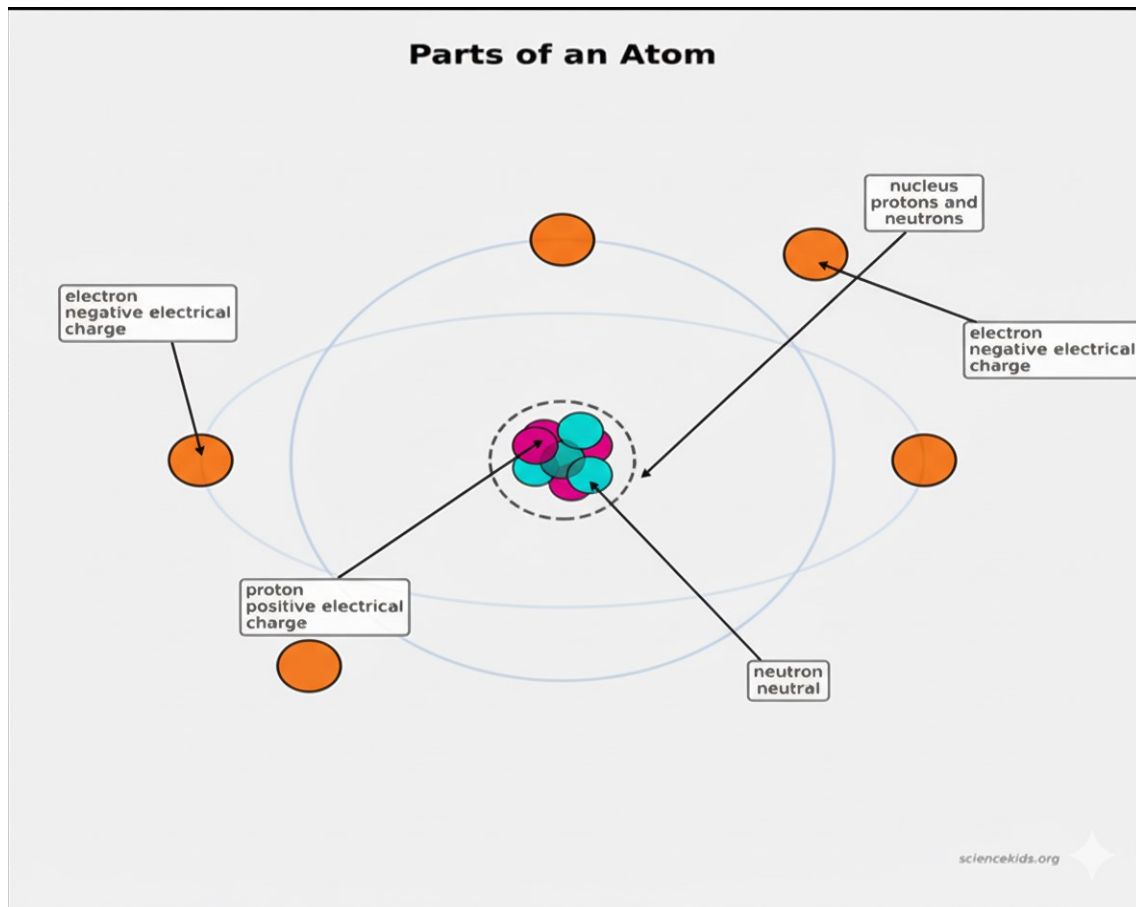 Parts of an Atom
nucleus
protons and
neutrons
electron
negative electrical
charge
electron
negative electrical
charge
proton
positive electrical
charge
neutron
neutral
sciencekids.org